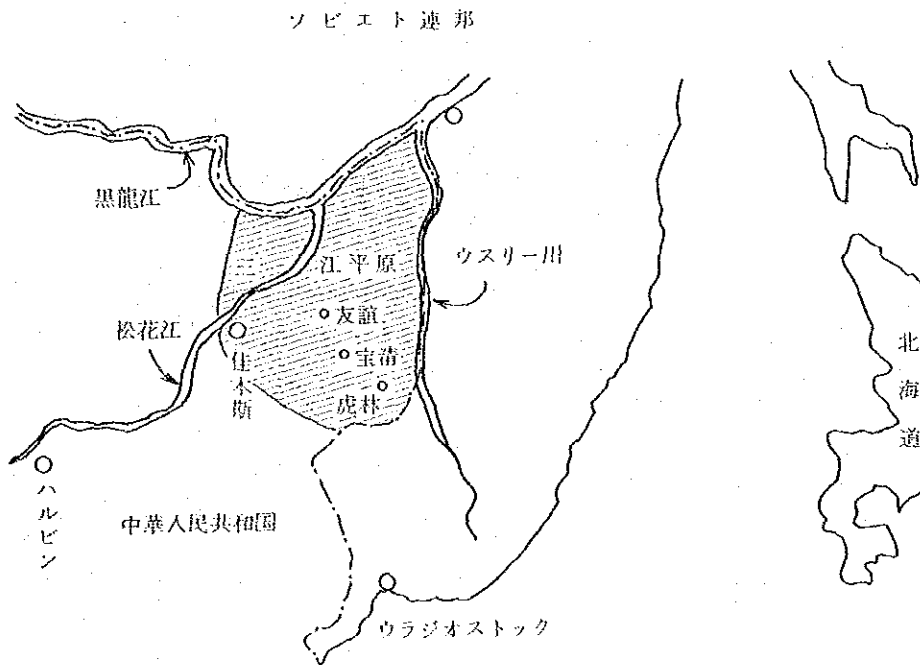 ソビエト連邦
黒龍江
三江平原
ウスリー川
友誼
松花江
宝清
佳木斯
虎林
北海道
ハルビン
中華人民共和国
ウラジオストック